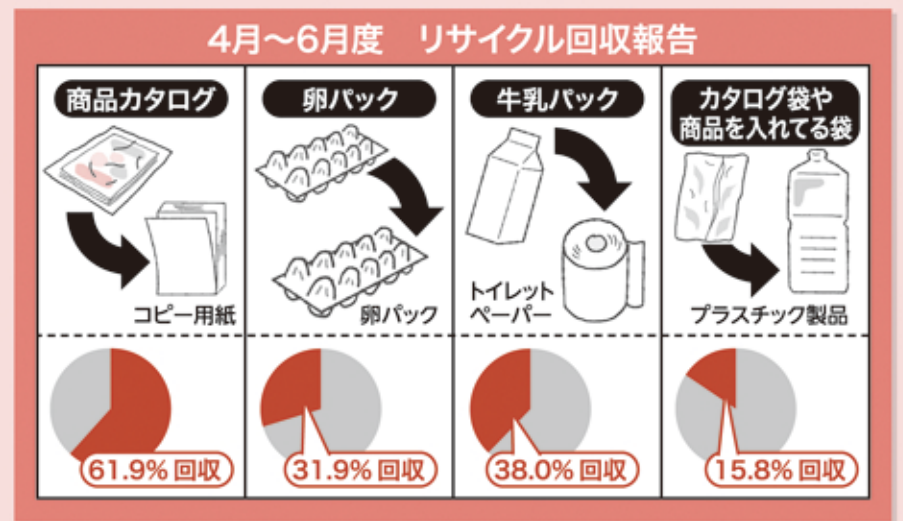 4月～6月度　リサイクル回収報告
商品カタログ
コピー用紙
61.9% 回収
卵パック
卵パック
31.9% 回収
牛乳パック
トイレット
ペーパー
38.0% 回収
カタログ袋や
商品を入れてる袋
プラスチック製品
15.8% 回収